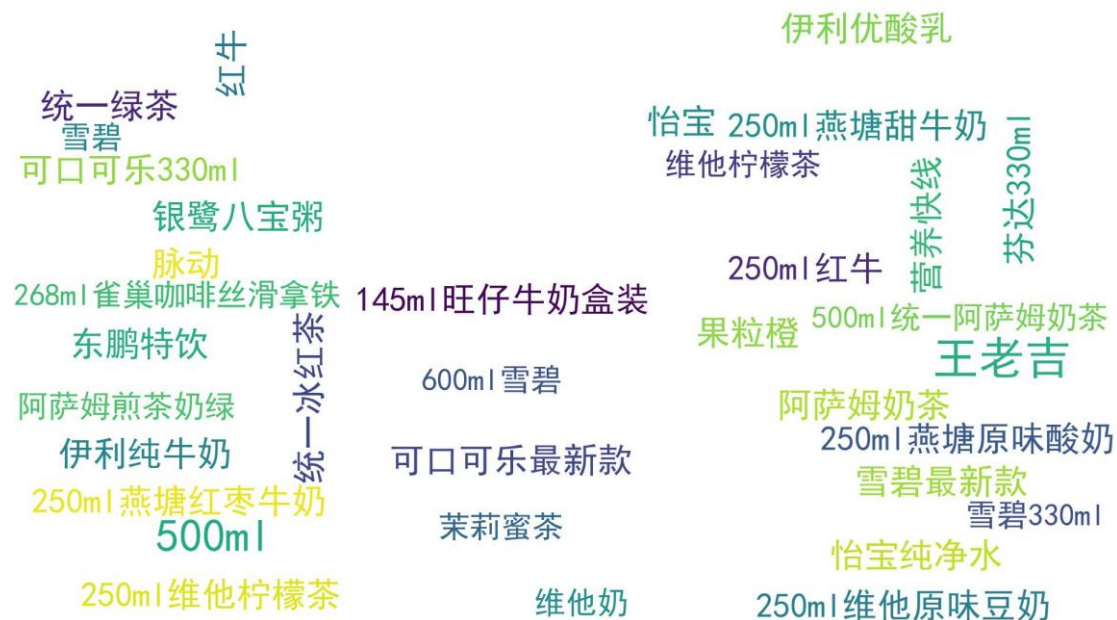 伊利优酸乳
红牛
统一绿茶
雪碧
可口可乐330ml
怡宝
250ml燕塘甜牛奶
维他柠檬茶
营养快线
芬达330ml
银鹭八宝粥
脉动
250ml红牛
268ml雀巢咖啡丝滑拿铁
145ml旺仔牛奶盒装
500ml统一阿萨姆奶茶
果粒橙
东鹏特饮
统一冰红茶
王老吉
600ml雪碧
阿萨姆煎茶奶绿
阿萨姆奶茶
250ml燕塘原味酸奶
伊利纯牛奶
可口可乐最新款
雪碧最新款
250ml燕塘红枣牛奶
雪碧330ml
茉莉蜜茶
500ml
怡宝纯净水
250ml维他柠檬茶
维他奶
250ml维他原味豆奶